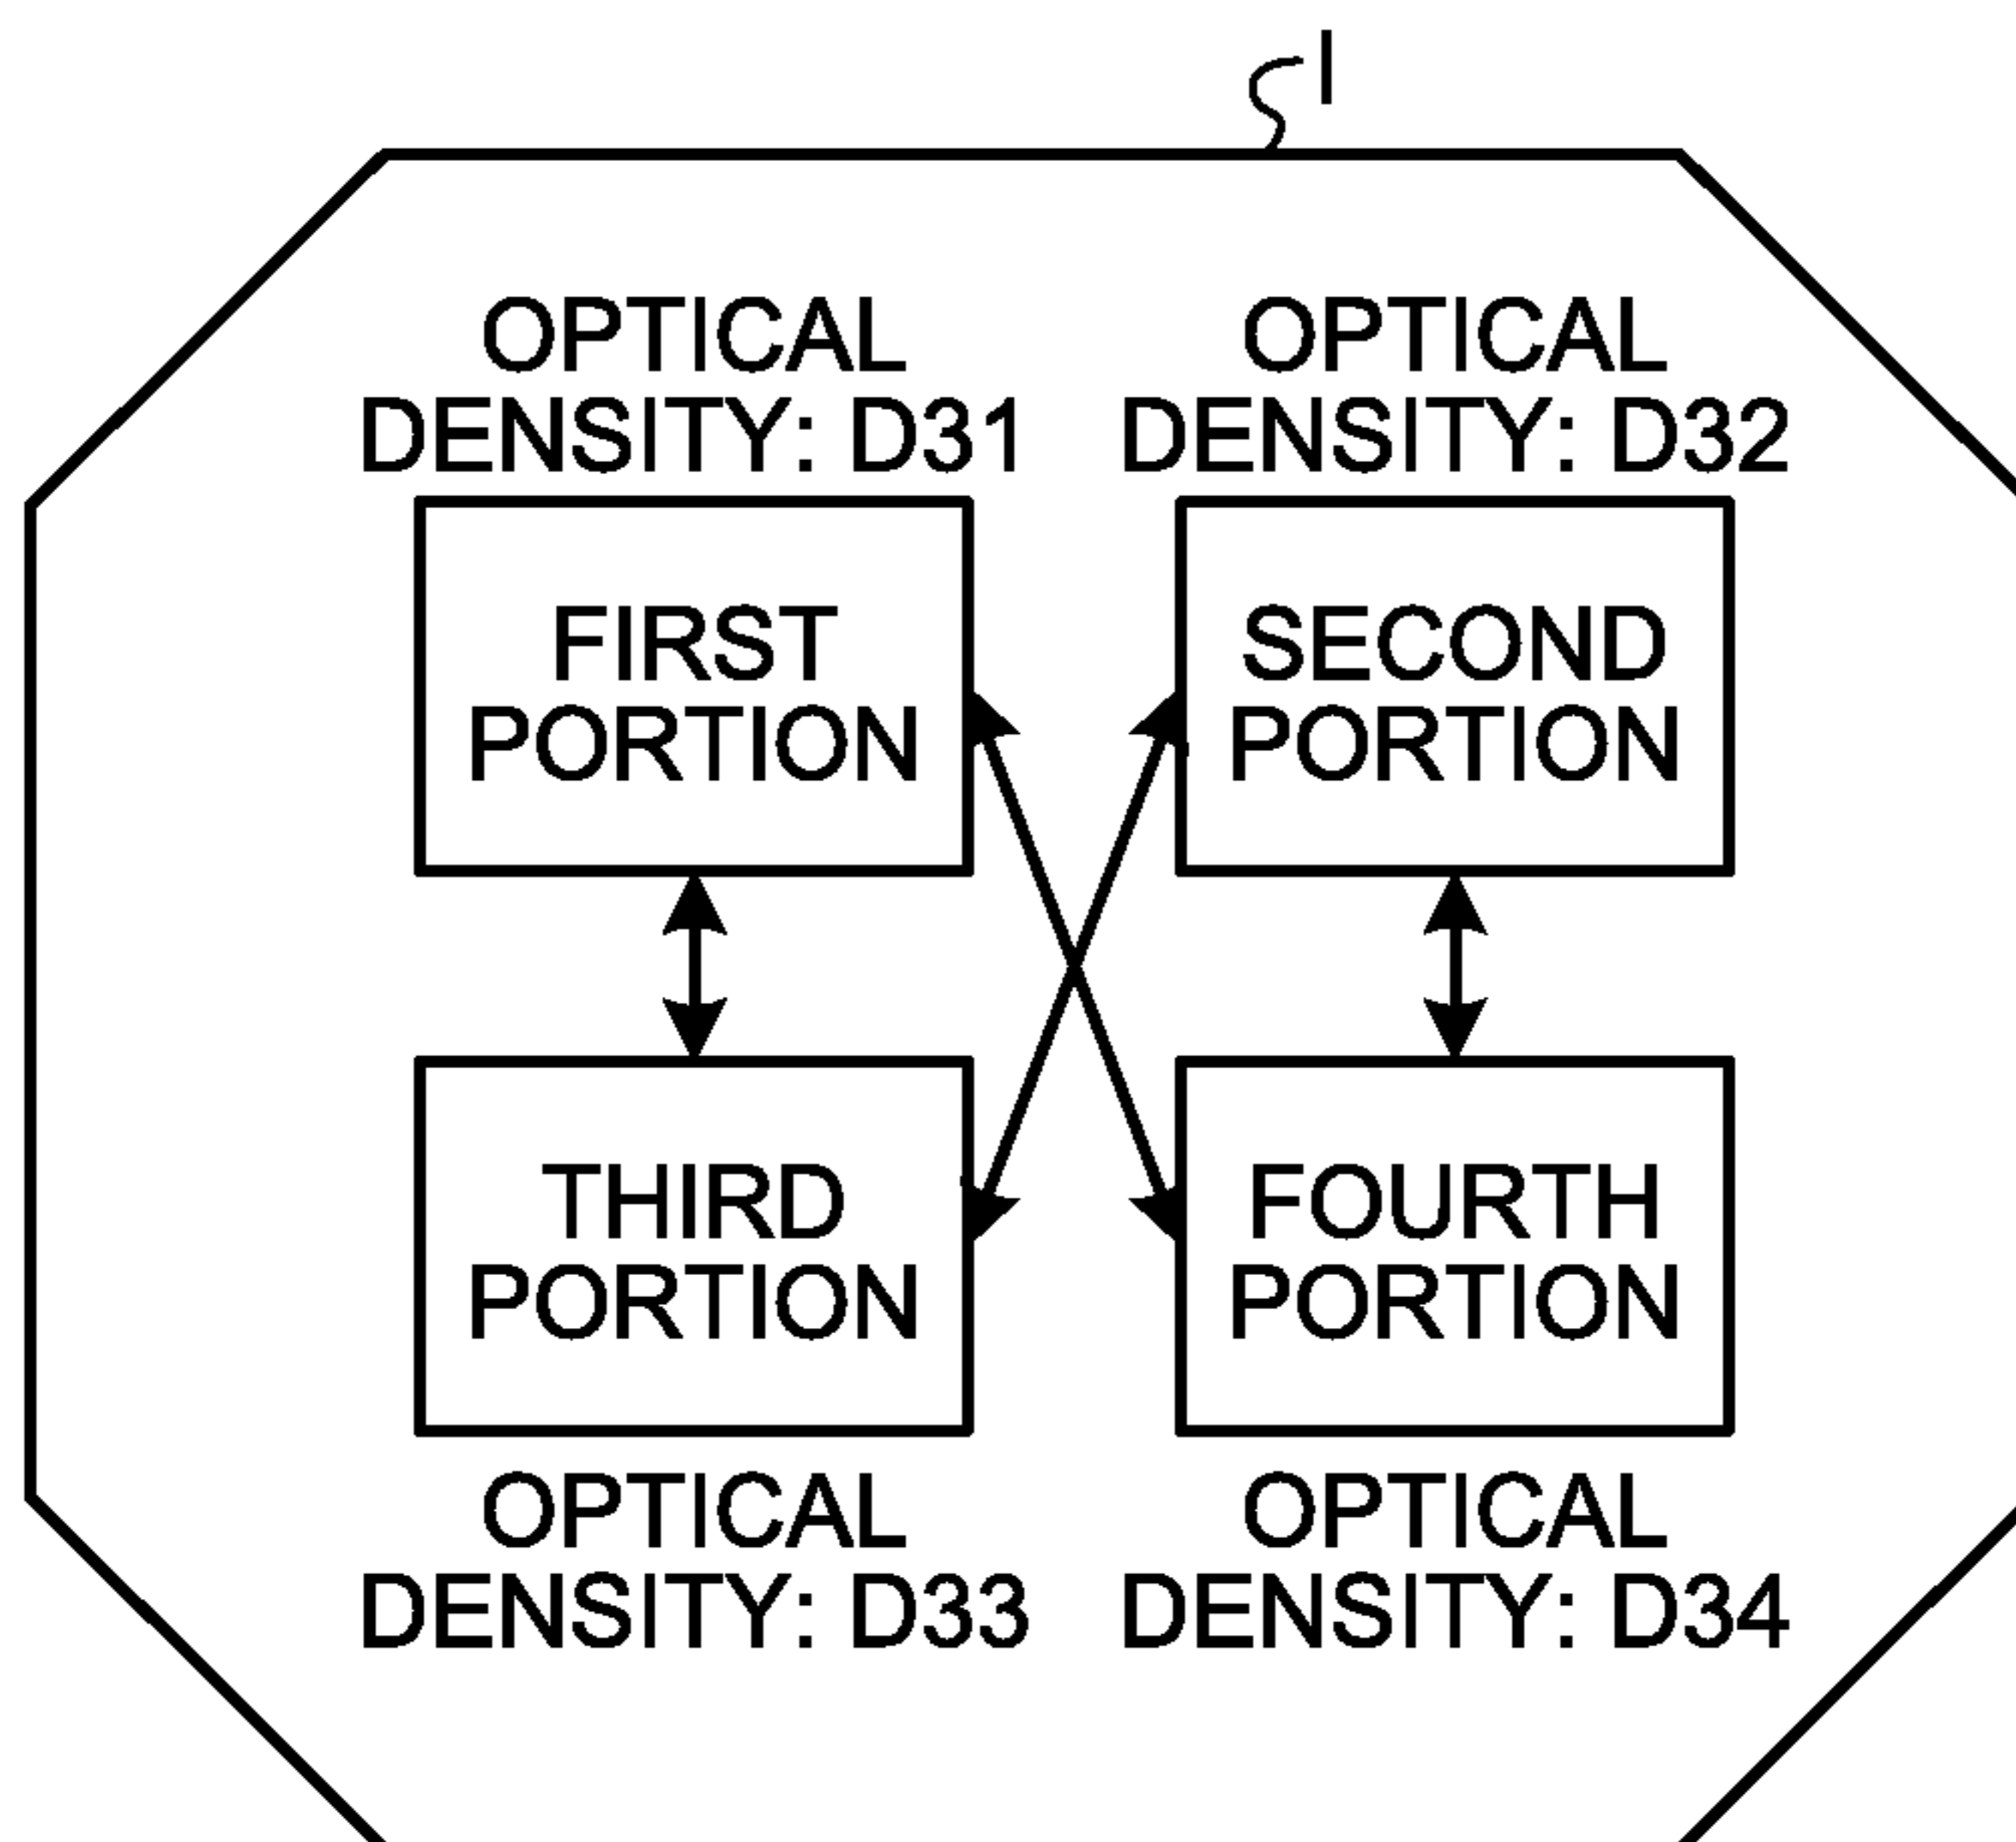 I
OPTICAL
DENSITY: D31
OPTICAL
DENSITY: D32
FIRST
PORTION
SECOND
PORTION
THIRD
PORTION
FOURTH
PORTION
OPTICAL
DENSITY: D33
OPTICAL
DENSITY: D34